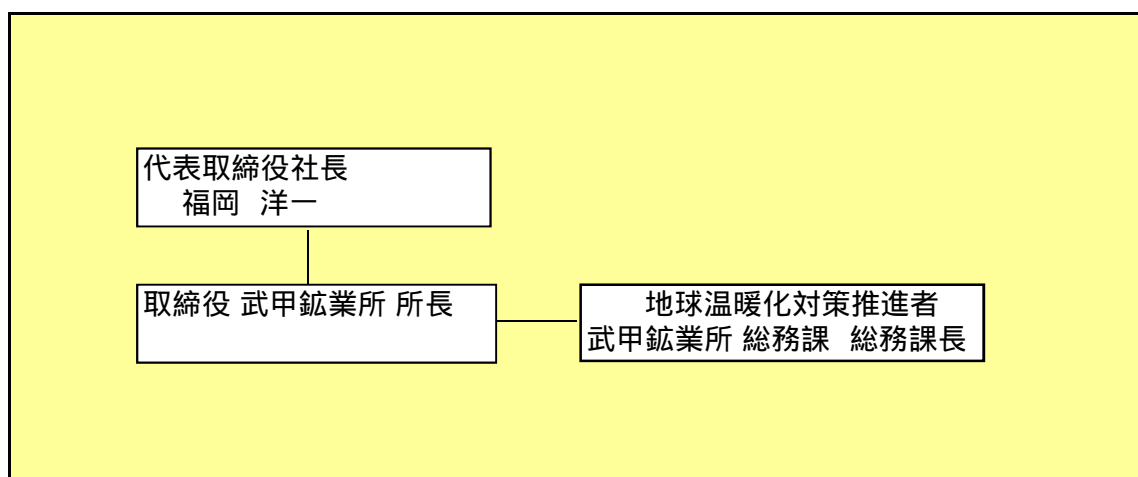 代表取締役社長
福岡 洋一
取締役 武甲鉱業所 所長
地球温暖化対策推進者
武甲鉱業所 総務課 総務課長